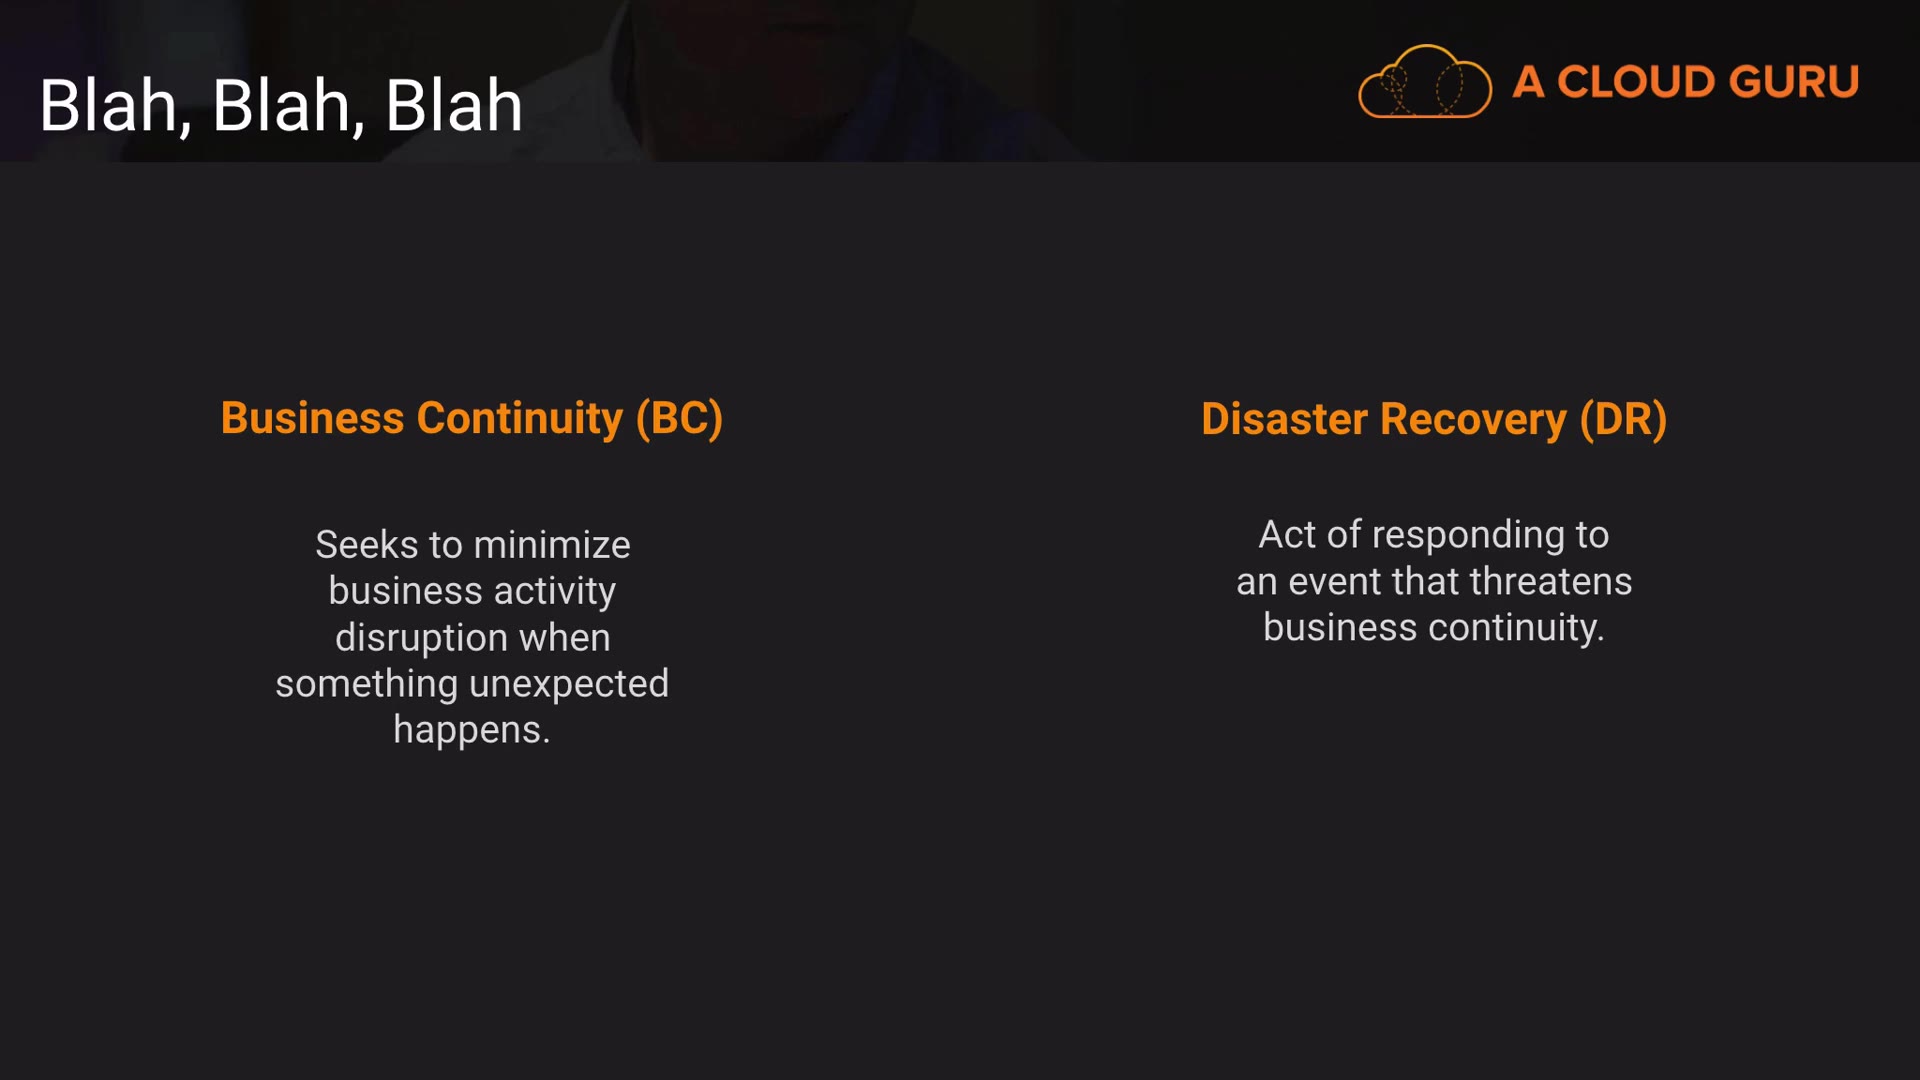 Blah, Blah, Blah
A CLOUD GURU
Business Continuity (BC)
Seeks to minimize
business activity
disruption when
something unexpected
happens.
Disaster Recovery (DR)
Act of responding to
an event that threatens
business continuity.